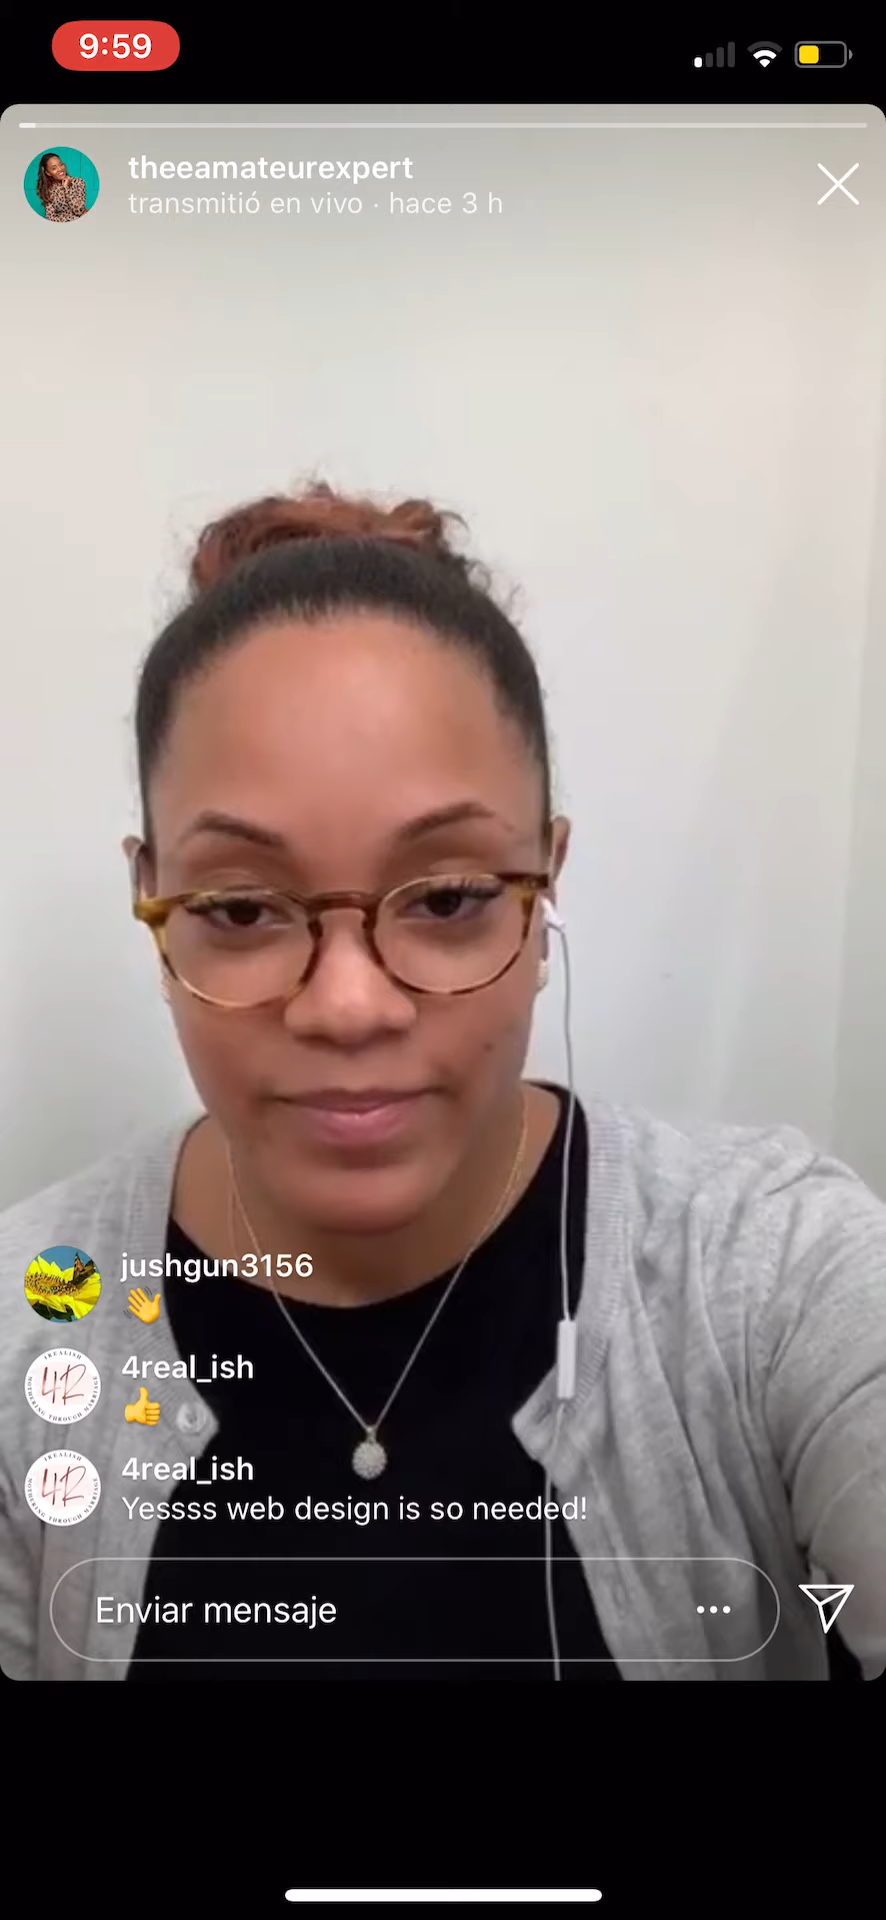 9:59
theeamateurexpert
transmitió en vivo · hace 3 h
jushgun3156
👋
4real_ish
👍
4real_ish
Yessss web design is so needed!
Enviar mensaje